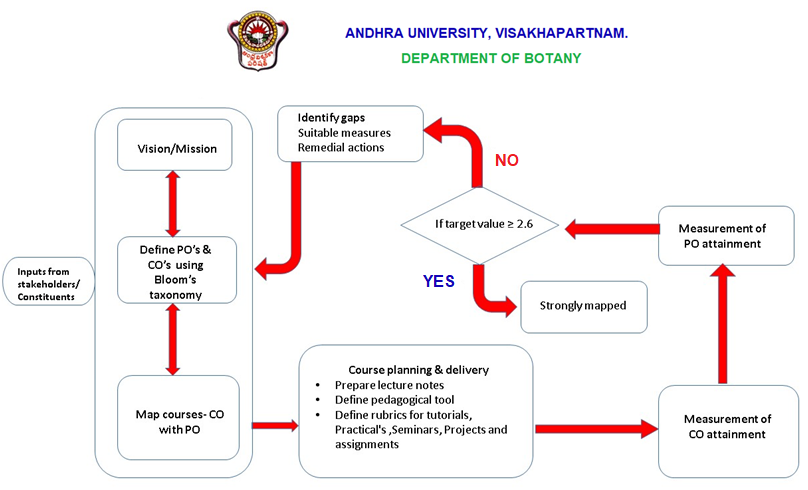 ANDHRA UNIVERSITY, VISAKHAPARTNAM.
DEPARTMENT OF BOTANY
Identify gaps
Suitable measures
Remedial actions
NO
Vision/Mission
If target value ≥ 2.6
Measurement of
PO attainment
Define PO's &
CO's using
Bloom's
taxonomy
Inputs from
stakeholders/
Constituents
YES
Strongly mapped
Map courses- CO
with PO
Course planning & delivery
• Prepare lecture notes
• Define pedagogical tool
• Define rubrics for tutorials,
Practical's ,Seminars, Projects and
assignments
Measurement of
CO attainment